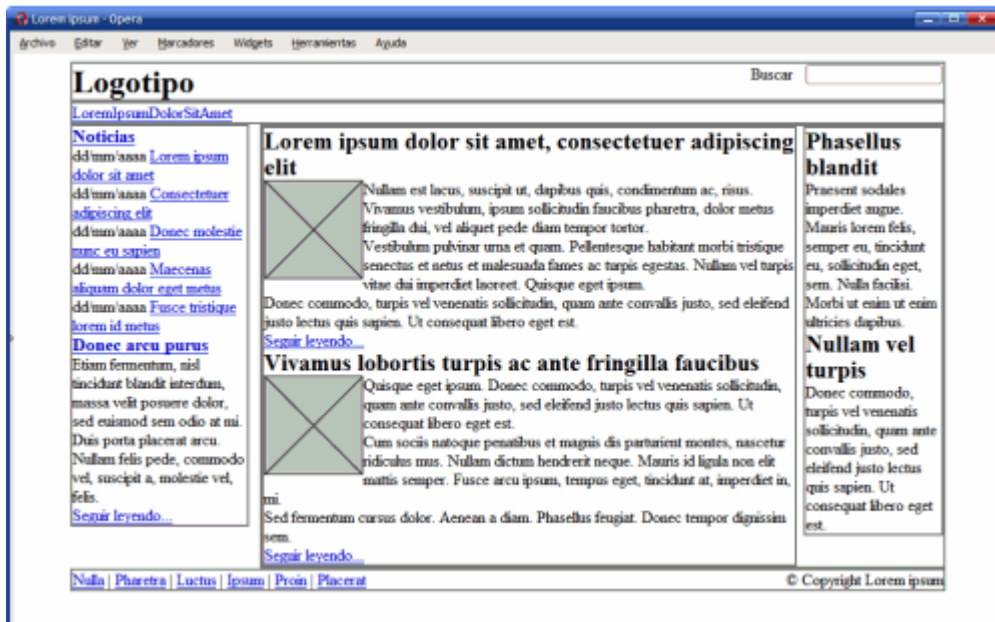 Lorem ipsum - Opera
Archivo Editar Ver Marcadores Widgets Herramientas Ayuda
Logotipo
Buscar
LoremIpsumDolorSitAmet
Noticias
dd/mm/aaaa Lorem ipsum
dolor sit amet
dd/mm/aaaa Consectetuer
adipiscing elit
dd/mm/aaaa Donec molestie
nunc eu sapien
dd/mm/aaaa Maecenas
aliquam dolor eget metus
dd/mm/aaaa Fusce tristique
lorem id metus
Donec arcu purus
Etiam fermentum, nisl
tincidunt blandit interdum,
massa velit posuere dolor,
sed euismod sem odio at mi.
Duis porta placerat arcu.
Nullam felis pede, commodo
vel, suscipit a, molestie vel,
felis.
Seguir leyendo...
Lorem ipsum dolor sit amet, consectetuer adipiscing
elit
Nullam est lacus, suscipit ut, dapibus quis, condimentum ac, risus.
Vivamus vestibulum, ipsum sollicitudin faucibus pharetra, dolor metus
fringilla dui, vel aliquet pede diam tempor tortor.
Vestibulum pulvinar urna et quam. Pellentesque habitant morbi tristique
senectus et netus et malesuada fames ac turpis egestas. Nullam vel turpis
vitae dui imperdiet laoreet. Quisque eget ipsum.
Donec commodo, turpis vel venenatis sollicitudin, quam ante convallis justo, sed eleifend
justo lectus quis sapien. Ut consequat libero eget est.
Seguir leyendo...
Vivamus lobortis turpis ac ante fringilla faucibus
Quisque eget ipsum. Donec commodo, turpis vel venenatis sollicitudin,
quam ante convallis justo, sed eleifend justo lectus quis sapien. Ut
consequat libero eget est.
Cum sociis natoque penatibus et magnis dis parturient montes, nascetur
ridiculus mus. Nullam dictum hendrerit neque. Mauris id ligula non elit
mattis semper. Fusce arcu ipsum, tempus eget, tincidunt at, imperdiet in,
mi.
Sed fermentum cursus dolor. Aenean a diam. Phasellus feugiat. Donec tempor dignissim
sem.
Seguir leyendo...
Phasellus
blandit
Praesent sodales
imperdiet augue.
Mauris lorem felis,
semper eu, tincidunt
eu, sollicitudin eget,
sem. Nulla facilisi.
Morbi ut enim ut enim
ultricies dapibus.
Nullam vel
turpis
Donec commodo,
turpis vel venenatis
sollicitudin, quam ante
convallis justo, sed
eleifend justo lectus
quis sapien. Ut
consequat libero eget
est.
Nulla | Pharetra | Luctus | Ipsum | Proin | Placerat
© Copyright Lorem ipsum